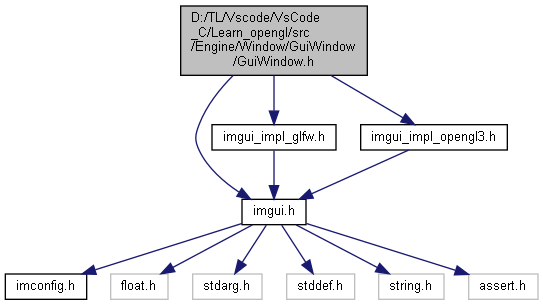 D:/TL/Vscode/VsCode
_C/Learn_opengl/src
/Engine/Window/GuiWindow
/GuiWindow.h
imgui_impl_glfw.h
imgui_impl_opengl3.h
imgui.h
imconfig.h
float.h
stdarg.h
stddef.h
string.h
assert.h